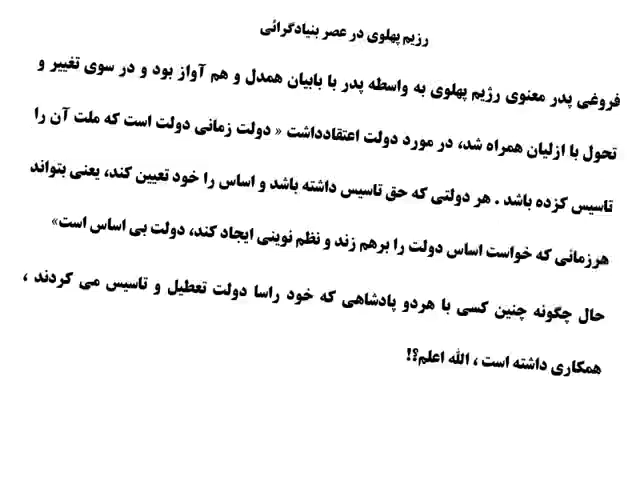 رزیم پهلوی در عصر بنیادگرائی
فروغی پدر معنوی رژیم پهلوی به واسطه پدر با بابیان همدل و هم آواز بود و در سوی تغییر و
تحول با ازلیان همراه شد، در مورد دولت اعتقادداشت « دولت زمانی دولت است که ملت آن را
تاسیس کزده باشد . هر دولتی که حق تاسیس داشته باشد و اساس را خود تعیین کند، یعنی بتواند
هرزمائی که خواست اساس دولت را برهم زند و نظم نوینی ایجاد کند، دولت بی اساس است»
حال چگونه چنین کسی با هردو پادشاهی که خود راسا دولت تعطیل و تاسیس می کردند ،
همکاری داشته است ، الله اعلم؟!